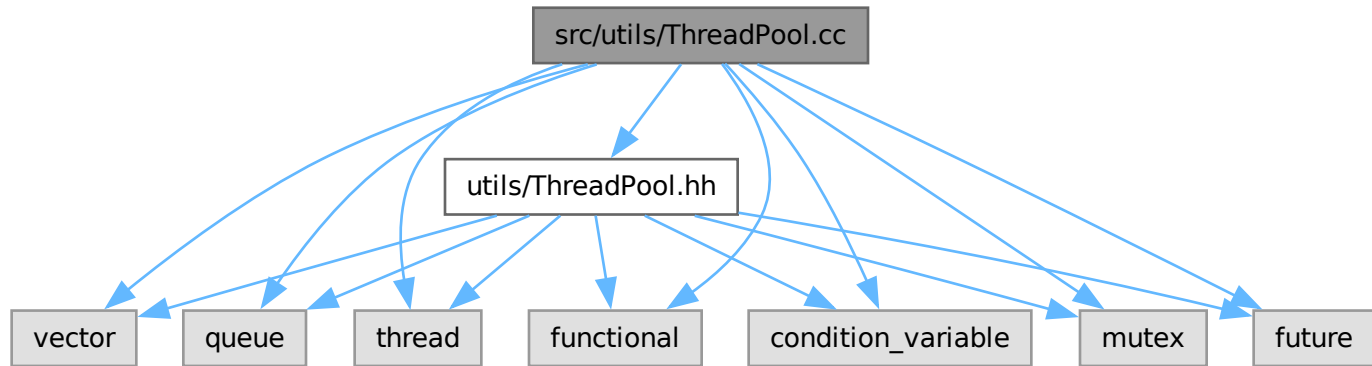 src/utils/ThreadPool.cc
utils/ThreadPool.hh
vector
queue
thread
functional
condition_variable
mutex
future